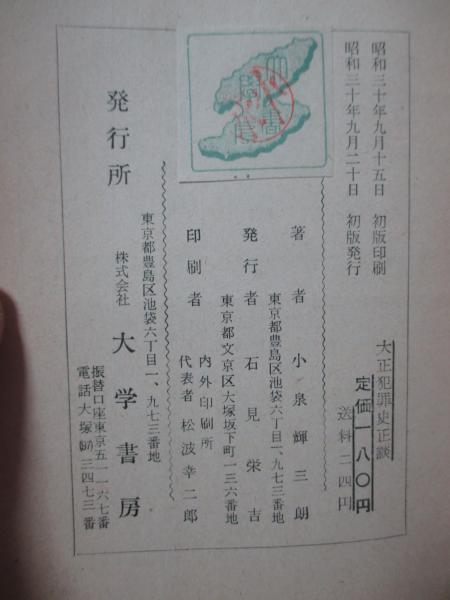 昭和三十年九月十五日 初版印刷
昭和三十年九月二十日 初版発行
大正犯罪史正談
定価一八〇円
送料二四円
著者 小泉輝三朗
東京都豊島区池袋六丁目一、九七三番地
発行者 石見栄吉
東京都文京区大塚坂下町一三六番地
印刷者
内外印刷所
代表者 松波幸二郎
東京都豊島区池袋六丁目一、九七三番地
発行所
株式会社 大学書房
振替口座東京五一一六七番
電話大塚(97)三四七三番
大学書房